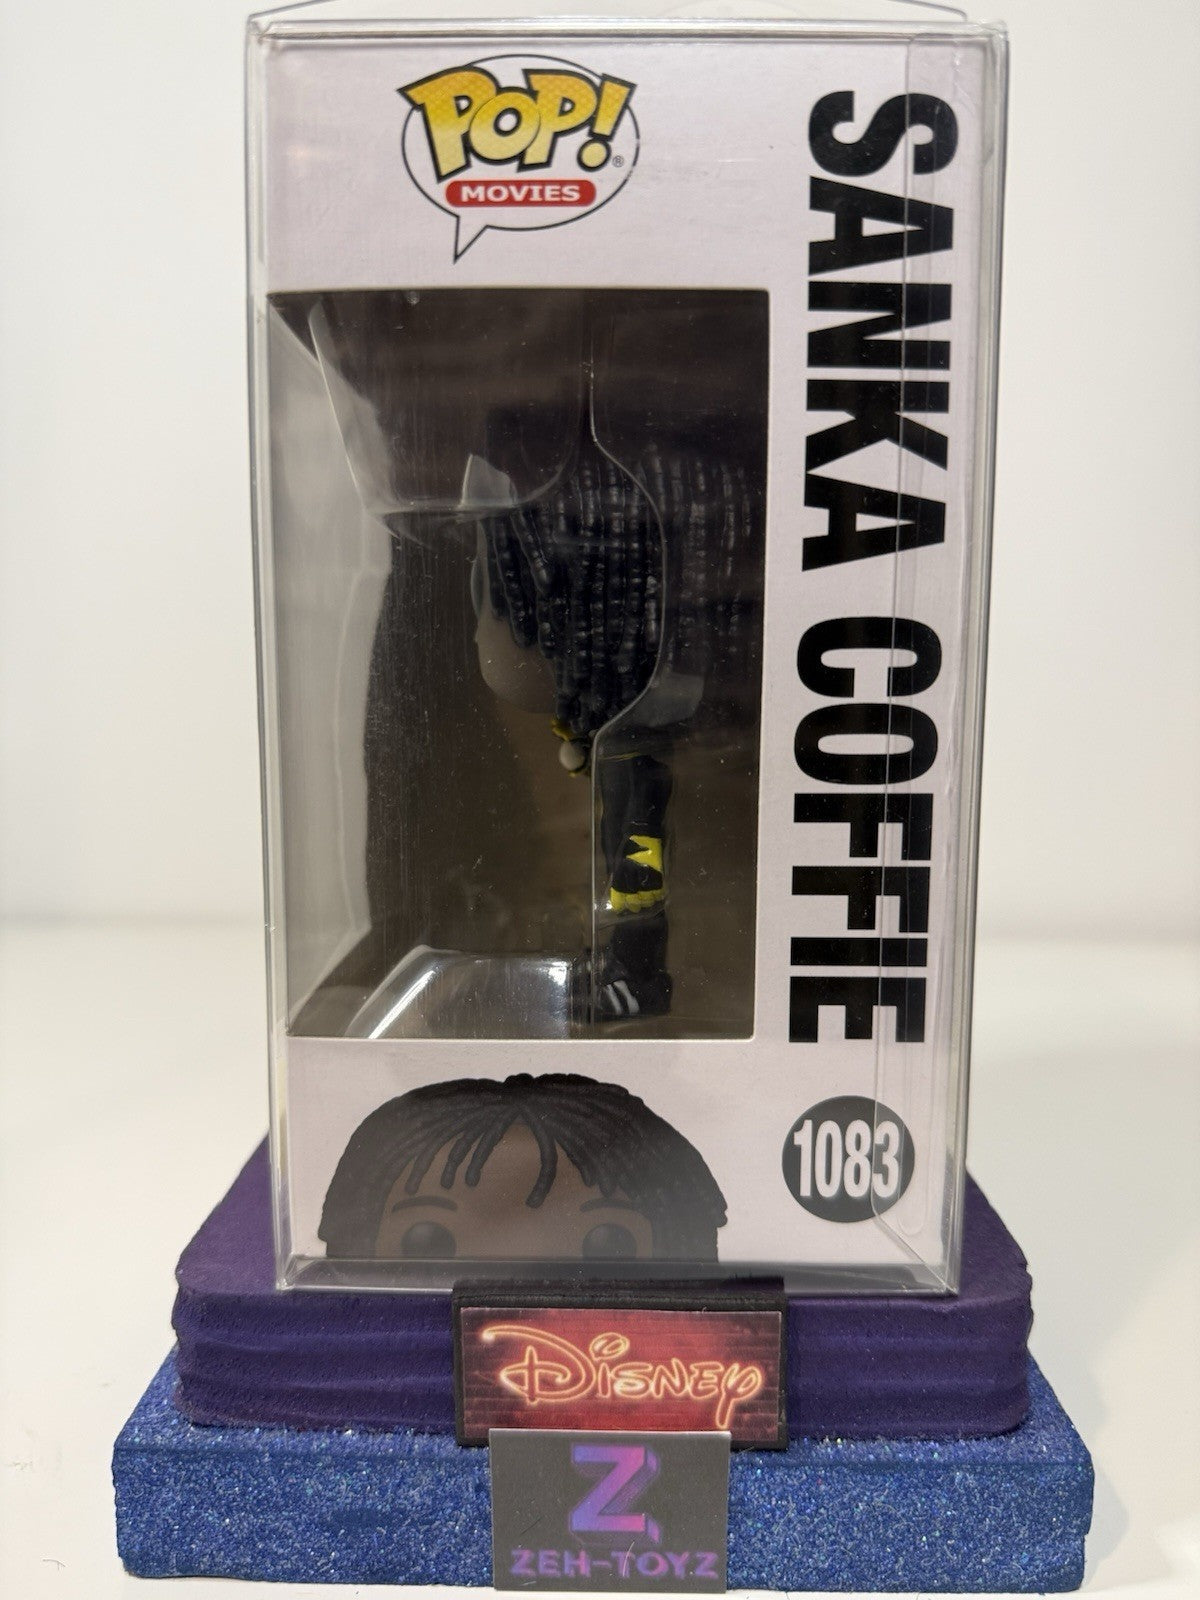 POP!®
MOVIES
SANKA COFFIE
1083
Disney
Z
ZEH-TOYZ